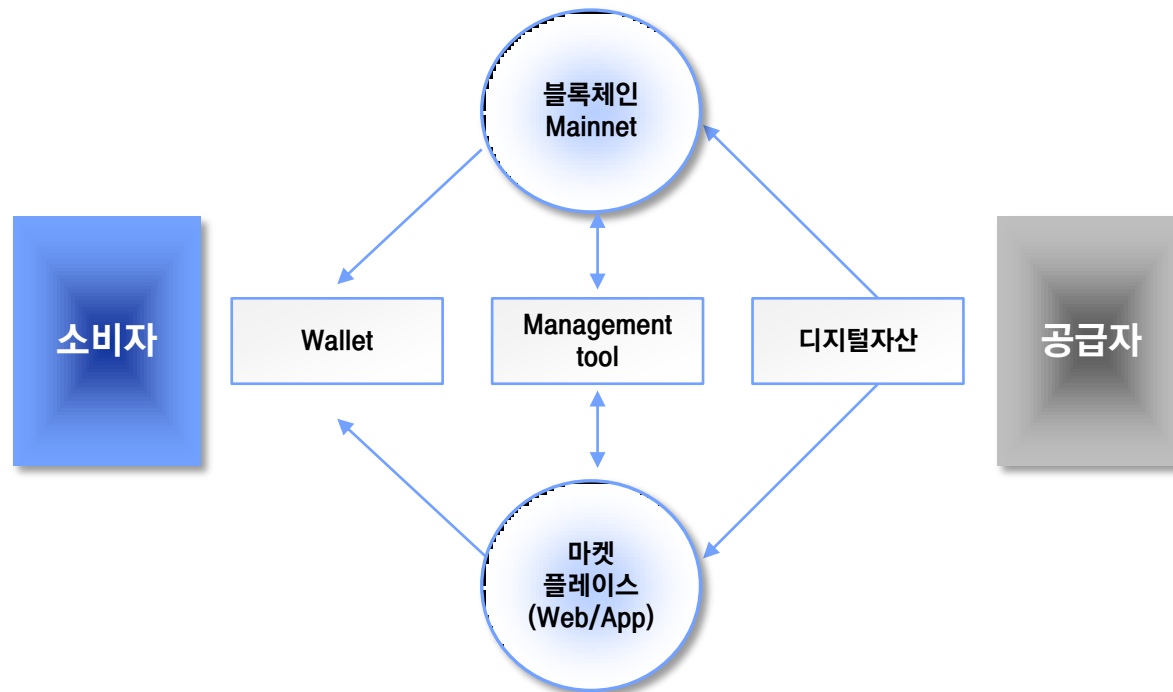 블록체인
Mainnet
소비자
Wallet
Management
tool
디지털자산
공급자
마켓
플레이스
(Web/App)